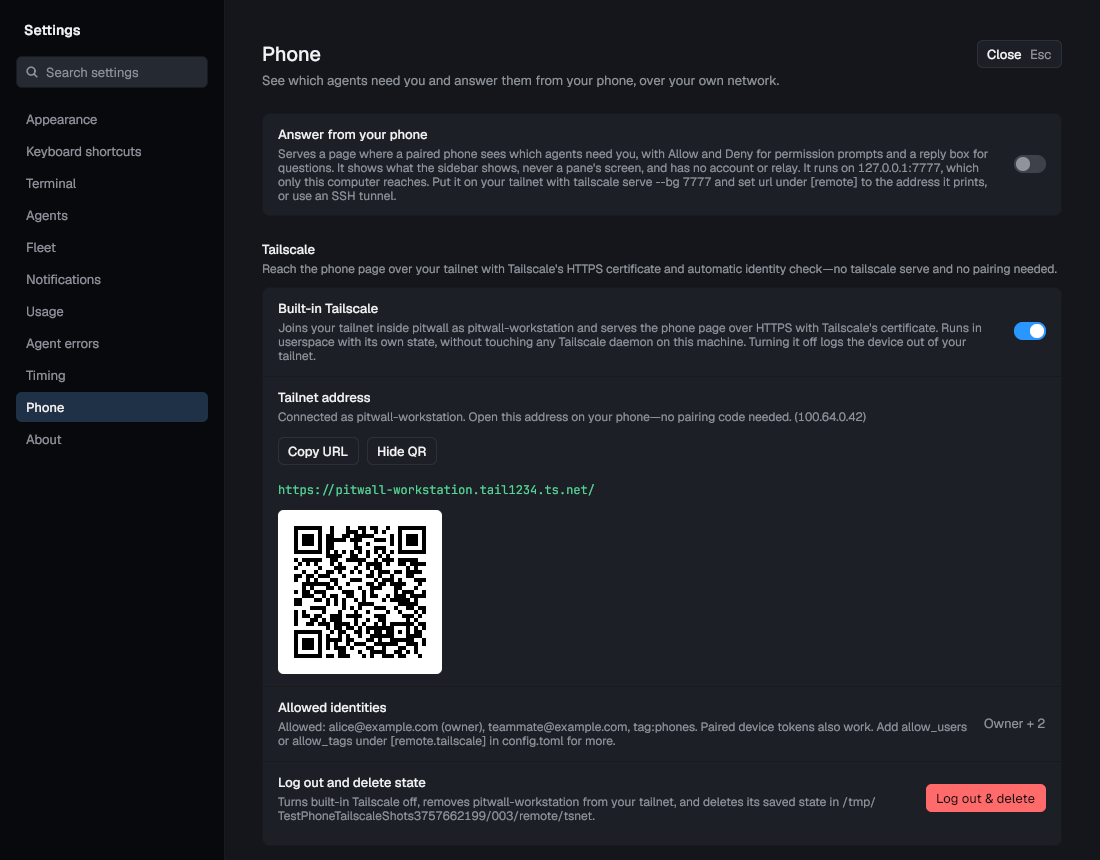 Settings
Search settings
Appearance
Keyboard shortcuts
Terminal
Agents
Fleet
Notifications
Usage
Agent errors
Timing
Phone
About
Phone
Close Esc
See which agents need you and answer them from your phone, over your own network.
Answer from your phone
Serves a page where a paired phone sees which agents need you, with Allow and Deny for permission prompts and a reply box for
questions. It shows what the sidebar shows, never a pane's screen, and has no account or relay. It runs on 127.0.0.1:7777, which
only this computer reaches. Put it on your tailnet with tailscale serve --bg 7777 and set url under [remote] to the address it prints,
or use an SSH tunnel.
Tailscale
Reach the phone page over your tailnet with Tailscale's HTTPS certificate and automatic identity check—no tailscale serve and no pairing needed.
Built-in Tailscale
Joins your tailnet inside pitwall as pitwall-workstation and serves the phone page over HTTPS with Tailscale's certificate. Runs in
userspace with its own state, without touching any Tailscale daemon on this machine. Turning it off logs the device out of your
tailnet.
Tailnet address
Connected as pitwall-workstation. Open this address on your phone—no pairing code needed. (100.64.0.42)
Copy URL
Hide QR
https://pitwall-workstation.tail1234.ts.net/
Allowed identities
Allowed: alice@example.com (owner), teammate@example.com, tag:phones. Paired device tokens also work. Add allow_users
or allow_tags under [remote.tailscale] in config.toml for more.
Owner + 2
Log out and delete state
Turns built-in Tailscale off, removes pitwall-workstation from your tailnet, and deletes its saved state in /tmp/
TestPhoneTailscaleShots3757662199/003/remote/tsnet.
Log out & delete